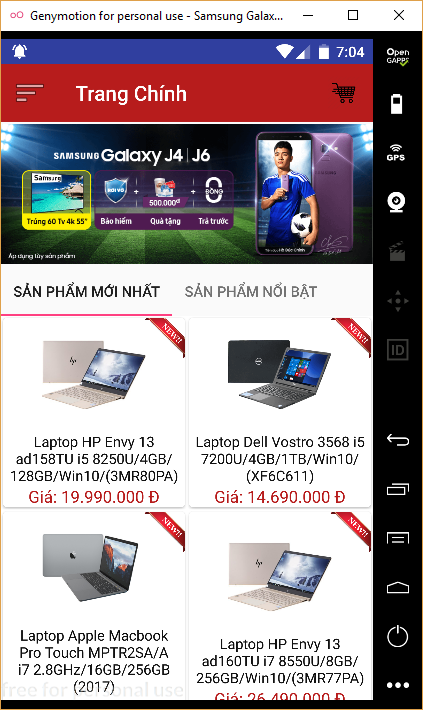 Genymotion for personal use - Samsung Galax...
Open
GAPPS
7:04
Trang Chính
GPS
SAMSUNG Galaxy J4 | J6
Samsung
500.000đ
Trúng 60 Tv 4k 55"
Bảo hiểm
Quà tặng
Trả trước
Áp dụng tùy sản phẩm
SẢN PHẨM MỚI NHẤT
SẢN PHẨM NỔI BẬT
ID
NEW!!
NEW!!
Laptop HP Envy 13
ad158TU i5 8250U/4GB/
128GB/Win10/(3MR80PA)
Giá: 19.990.000 Đ
Laptop Dell Vostro 3568 i5
7200U/4GB/1TB/Win10/
(XF6C611)
Giá: 14.690.000 Đ
NEW!!
NEW!!
Laptop Apple Macbook
Pro Touch MPTR2SA/A
i7 2.8GHz/16GB/256GB
(2017)
Laptop HP Envy 13
ad160TU i7 8550U/8GB/
256GB/Win10/(3MR77PA)
Giá: 26.490.000 Đ
free for personal use